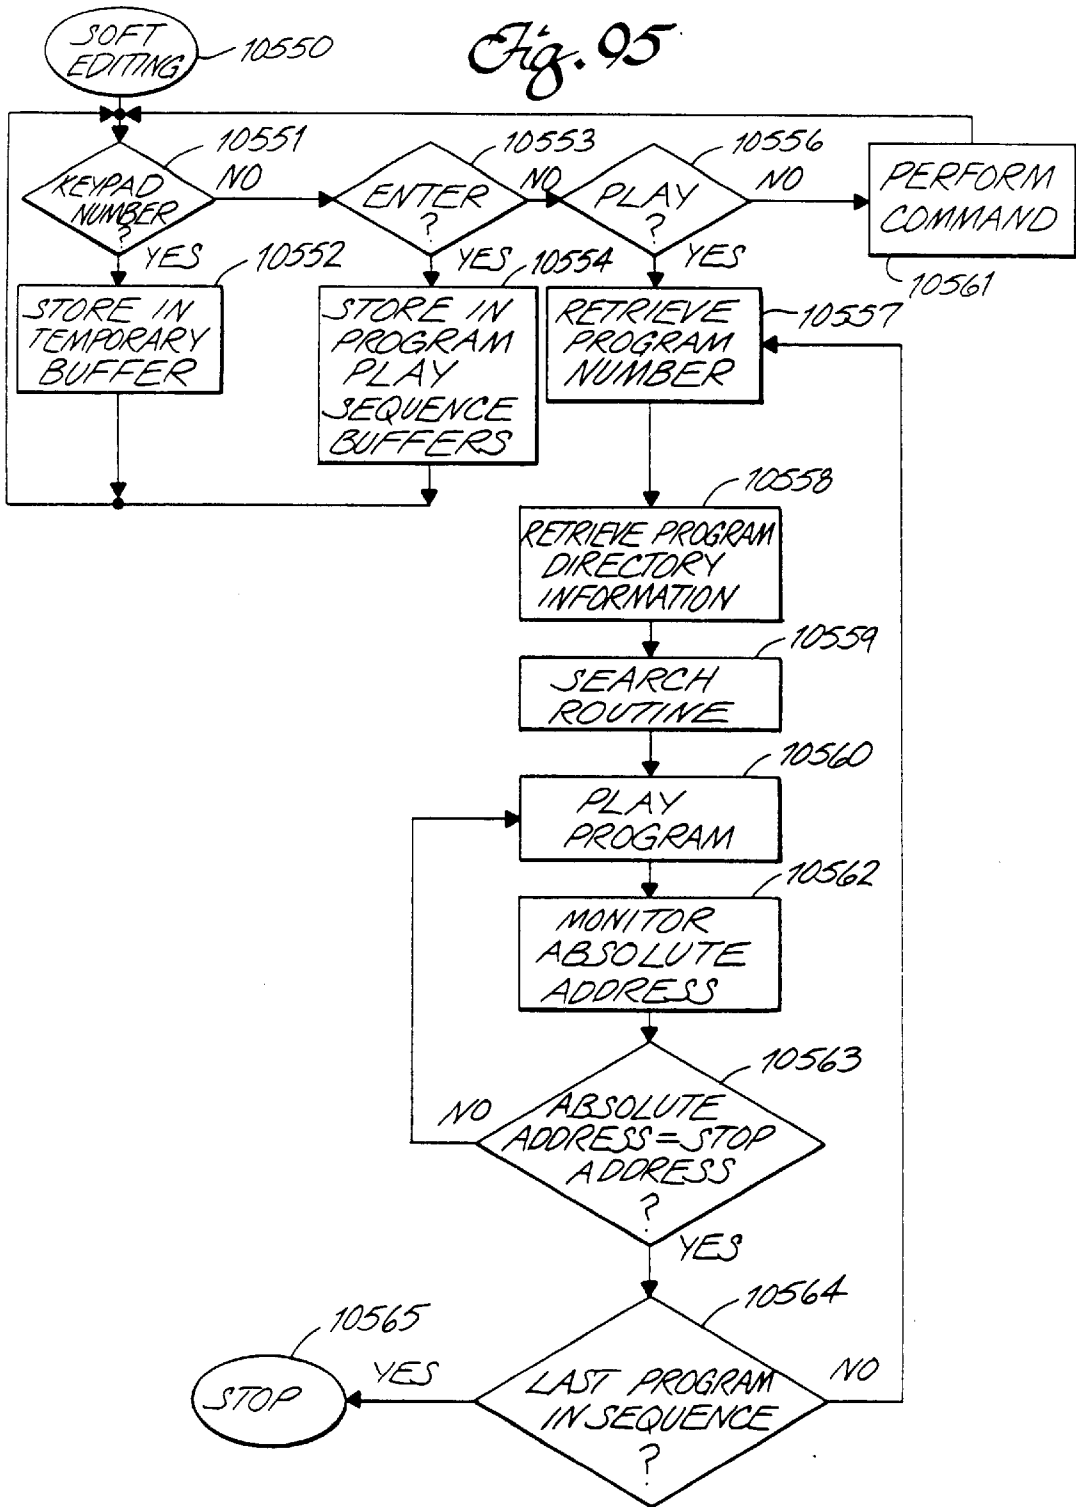 Fig. 95
SOFT
EDITING
10550
10551
KEYPAD
NUMBER
?
NO
YES
10553
ENTER
?
NO
YES
10556
PLAY
?
NO
YES
PERFORM
COMMAND
10561
10552
STORE IN
TEMPORARY
BUFFER
10554
STORE IN
PROGRAM
PLAY
SEQUENCE
BUFFERS
10557
RETRIEVE
PROGRAM
NUMBER
10558
RETRIEVE PROGRAM
DIRECTORY
INFORMATION
10559
SEARCH
ROUTINE
10560
PLAY
PROGRAM
10562
MONITOR
ABSOLUTE
ADDRESS
10563
ABSOLUTE
ADDRESS=STOP
ADDRESS
?
NO
YES
10564
LAST PROGRAM
IN SEQUENCE
?
YES
NO
10565
STOP